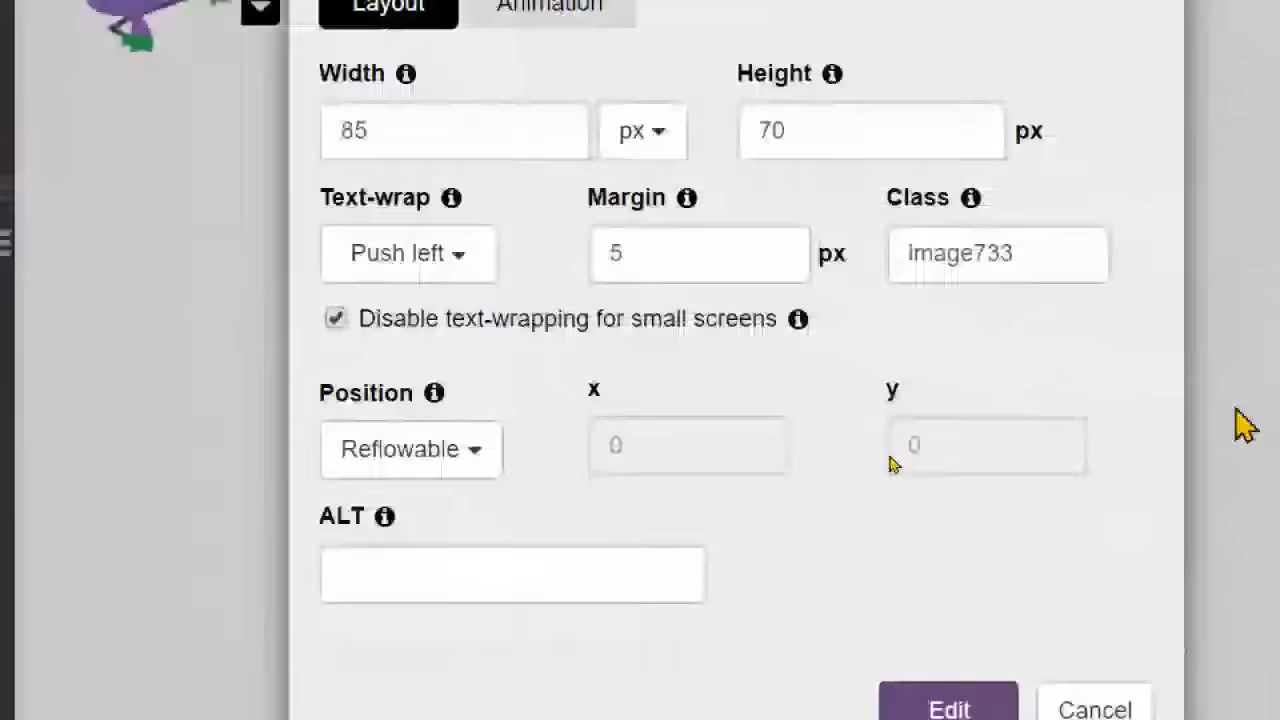 Layout Animation
Width Height
85 px 70 px
Text-wrap Margin Class
Push left 5 px image733
Disable text-wrapping for small screens
Position x y
Reflowable 0 0
ALT
Edit Cancel